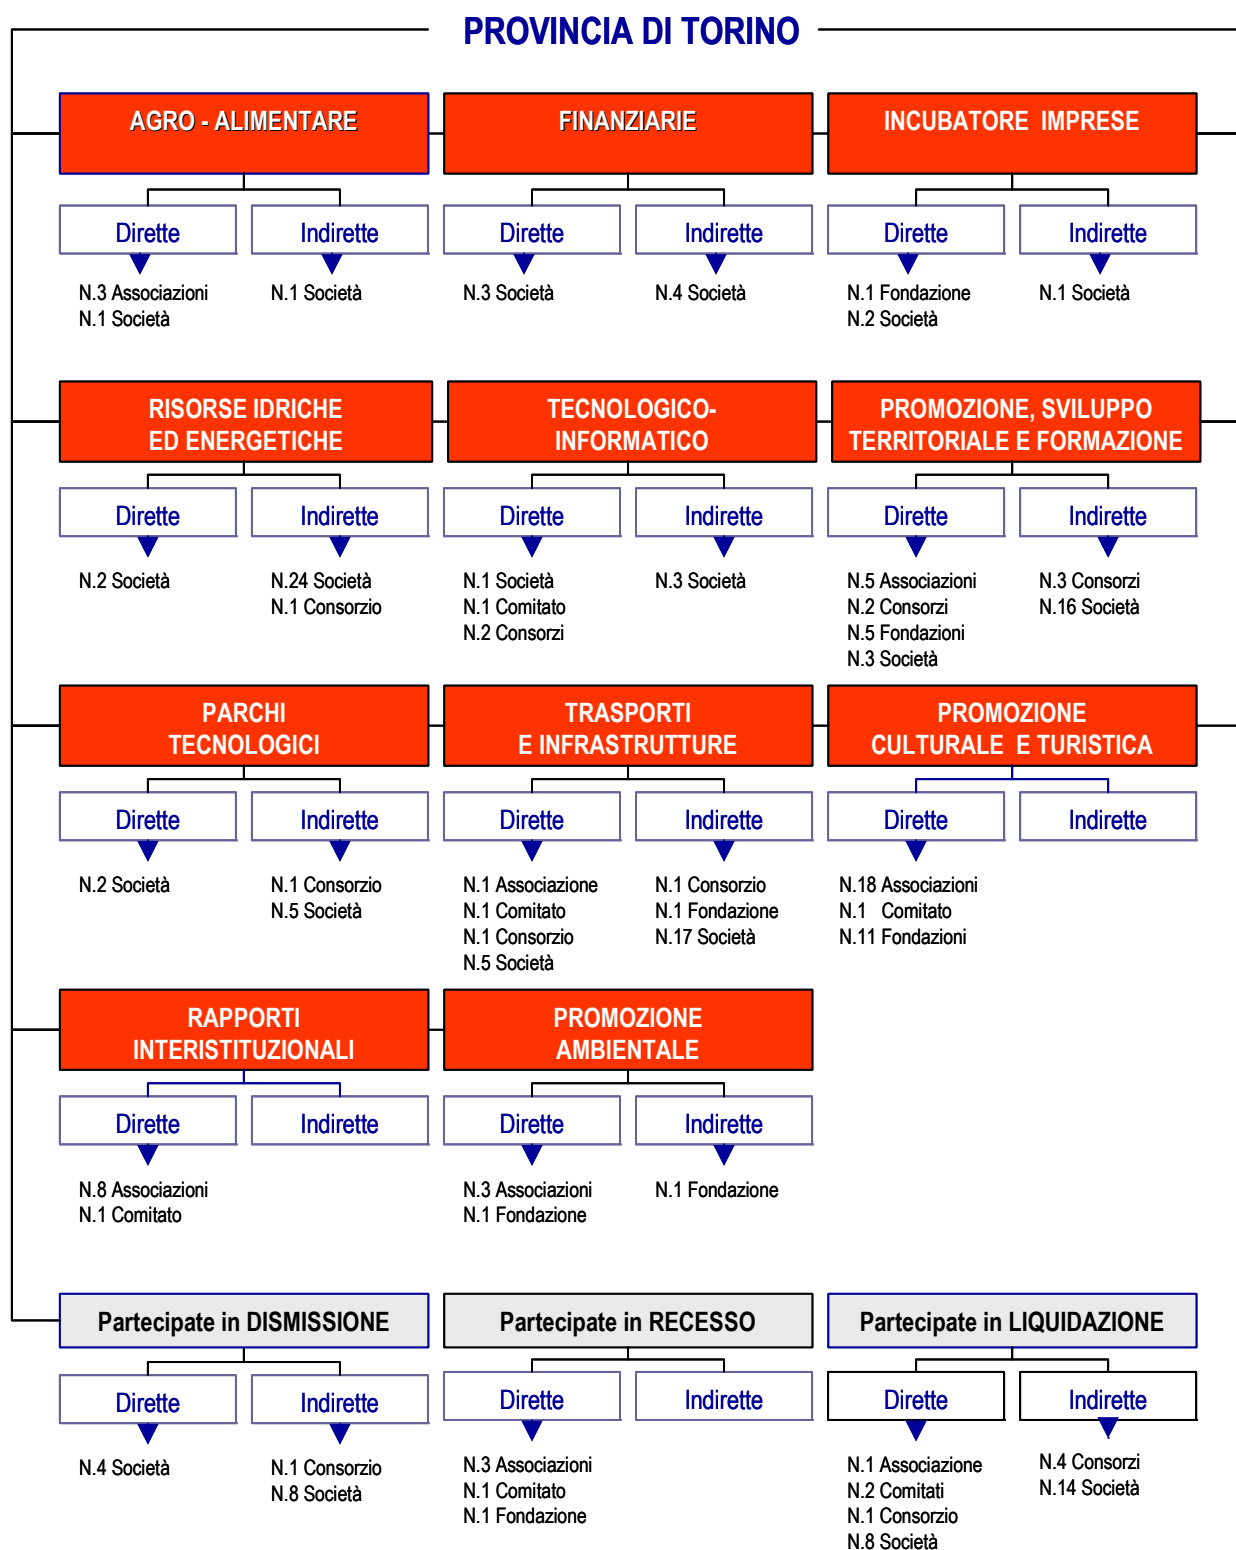 PROVINCIA DI TORINO
AGRO - ALIMENTARE
Dirette
N.3 Associazioni
N.1 Società
Indirette
N.1 Società
FINANZIARIE
Dirette
N.3 Società
Indirette
N.4 Società
INCUBATORE IMPRESE
Dirette
N.1 Fondazione
N.2 Società
Indirette
N.1 Società
RISORSE IDRICHE
ED ENERGETICHE
Dirette
N.2 Società
Indirette
N.24 Società
N.1 Consorzio
TECNOLOGICO-
INFORMATICO
Dirette
N.1 Società
N.1 Comitato
N.2 Consorzi
Indirette
N.3 Società
PROMOZIONE, SVILUPPO
TERRITORIALE E FORMAZIONE
Dirette
N.5 Associazioni
N.2 Consorzi
N.5 Fondazioni
N.3 Società
Indirette
N.3 Consorzi
N.16 Società
PARCHI
TECNOLOGICI
Dirette
N.2 Società
Indirette
N.1 Consorzio
N.5 Società
TRASPORTI
E INFRASTRUTTURE
Dirette
N.1 Associazione
N.1 Comitato
N.1 Consorzio
N.5 Società
Indirette
N.1 Consorzio
N.1 Fondazione
N.17 Società
PROMOZIONE
CULTURALE E TURISTICA
Dirette
N.18 Associazioni
N.1 Comitato
N.11 Fondazioni
Indirette
RAPPORTI
INTERISTITUZIONALI
Dirette
N.8 Associazioni
N.1 Comitato
Indirette
PROMOZIONE
AMBIENTALE
Dirette
N.3 Associazioni
N.1 Fondazione
Indirette
N.1 Fondazione
Partecipate in DISMISSIONE
Dirette
N.4 Società
Indirette
N.1 Consorzio
N.8 Società
Partecipate in RECESSO
Dirette
N.3 Associazioni
N.1 Comitato
N.1 Fondazione
Indirette
Partecipate in LIQUIDAZIONE
Dirette
N.1 Associazione
N.2 Comitati
N.1 Consorzio
N.8 Società
Indirette
N.4 Consorzi
N.14 Società